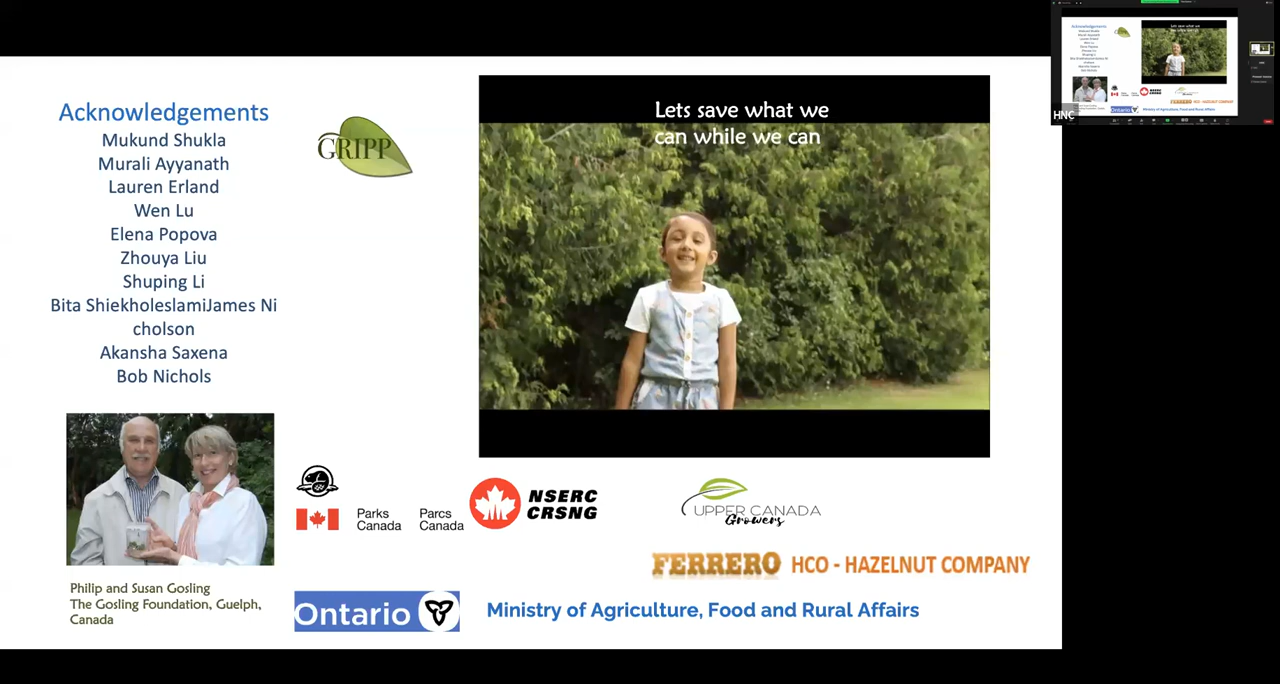 Acknowledgements
Mukund Shukla
Murali Ayyanath
Lauren Erland
Wen Lu
Elena Popova
Zhouya Liu
Shuping Li
Bita ShiekholeslamiJames Ni
cholson
Akansha Saxena
Bob Nichols
GRIPP
Lets save what we
can while we can
Philip and Susan Gosling
The Gosling Foundation, Guelph,
Canada
Parks Canada
Parcs Canada
NSERC
CRSNG
UPPER CANADA
Growers
FERRERO HCO - HAZELNUT COMPANY
Ontario
Ministry of Agriculture, Food and Rural Affairs
HNC